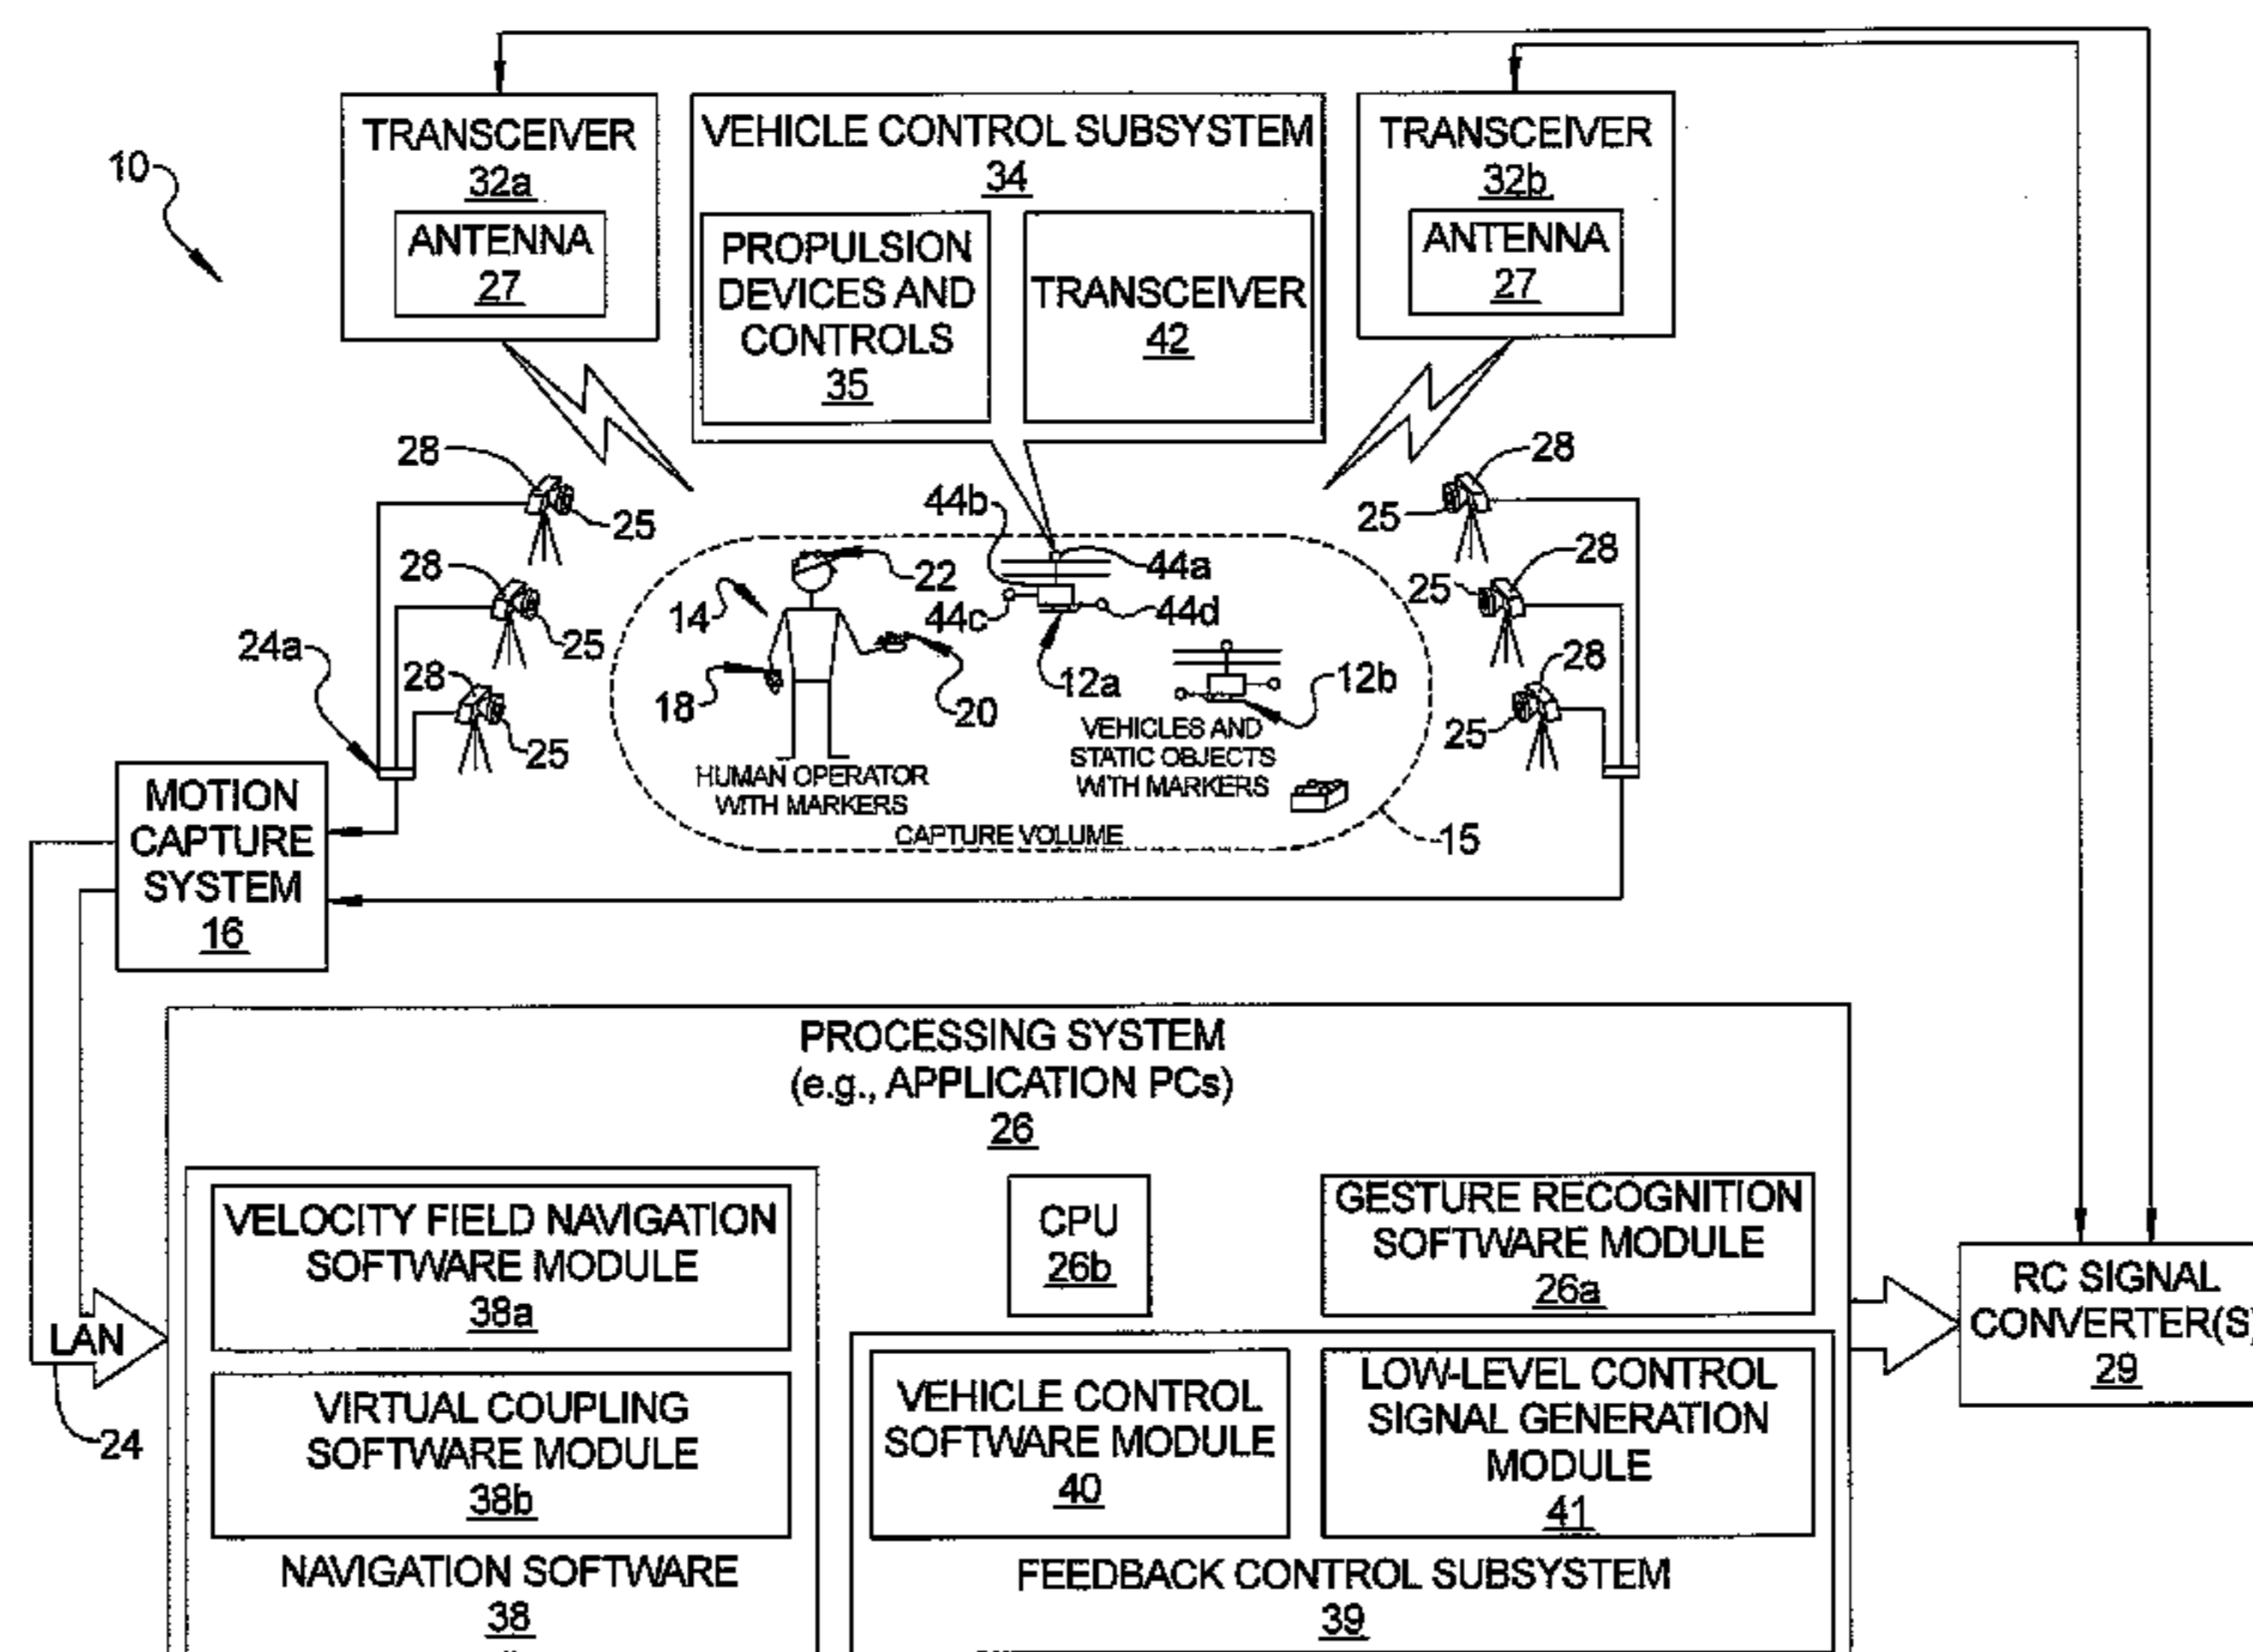 10
TRANSCEIVER
32a
ANTENNA
27
VEHICLE CONTROL SUBSYSTEM
34
PROPULSION
DEVICES AND
CONTROLS
35
TRANSCEIVER
42
TRANSCEIVER
32b
ANTENNA
27
28
25
28
25
24a
28
25
44b
44a
22
14
44c
44d
18
20
12a
12b
HUMAN OPERATOR
WITH MARKERS
VEHICLES AND
STATIC OBJECTS
WITH MARKERS
CAPTURE VOLUME
15
28
25
28
25
28
25
MOTION
CAPTURE
SYSTEM
16
PROCESSING SYSTEM
(e.g., APPLICATION PCs)
26
LAN
24
VELOCITY FIELD NAVIGATION
SOFTWARE MODULE
38a
VIRTUAL COUPLING
SOFTWARE MODULE
38b
NAVIGATION SOFTWARE
38
CPU
26b
GESTURE RECOGNITION
SOFTWARE MODULE
26a
VEHICLE CONTROL
SOFTWARE MODULE
40
LOW-LEVEL CONTROL
SIGNAL GENERATION
MODULE
41
FEEDBACK CONTROL SUBSYSTEM
39
RC SIGNAL
CONVERTER(S)
29